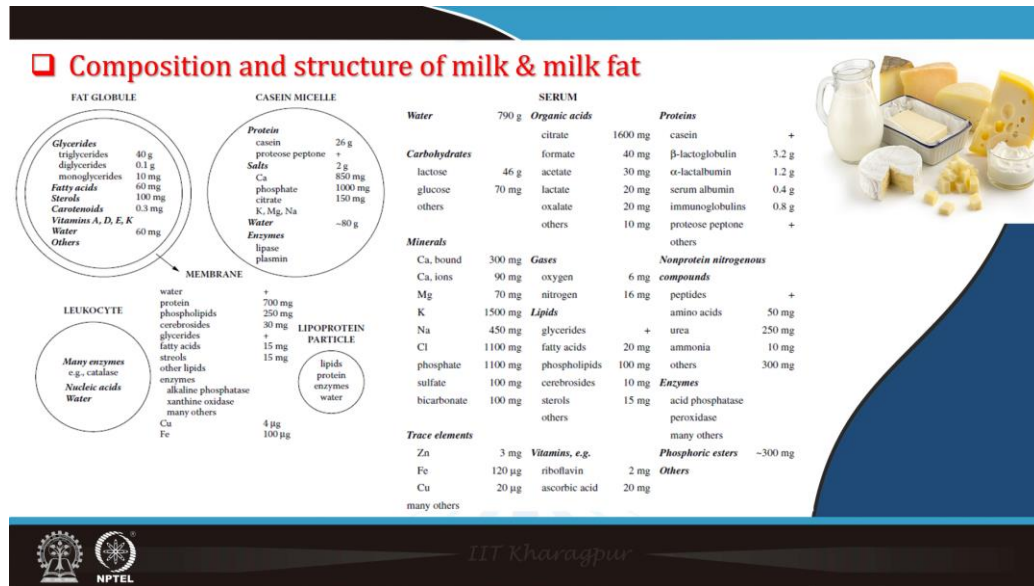 ❑ Composition and structure of milk & milk fat
FAT GLOBULE
Glycerides
triglycerides 40 g
diglycerides 0.1 g
monoglycerides 10 mg
Fatty acids 60 mg
Sterols 100 mg
Carotenoids 0.3 mg
Vitamins A, D, E, K
Water 60 mg
Others
CASEIN MICELLE
Protein
casein 26 g
proteose peptone +
Salts 2 g
Ca 850 mg
phosphate 1000 mg
citrate 150 mg
K, Mg, Na
Water ~80 g
Enzymes
lipase
plasmin
MEMBRANE
water +
protein 700 mg
phospholipids 250 mg
cerebrosides 30 mg
glycerides +
fatty acids 15 mg
streols 15 mg
other lipids
enzymes
alkaline phosphatase
xanthine oxidase
many others
Cu 4 µg
Fe 100 µg
LEUKOCYTE
Many enzymes
e.g., catalase
Nucleic acids
Water
LIPOPROTEIN
PARTICLE
lipids
protein
enzymes
water
SERUM
Water 790 g
Carbohydrates
lactose 46 g
glucose 70 mg
others
Minerals
Ca, bound 300 mg
Ca, ions 90 mg
Mg 70 mg
K 1500 mg
Na 450 mg
Cl 1100 mg
phosphate 1100 mg
sulfate 100 mg
bicarbonate 100 mg
Trace elements
Zn 3 mg
Fe 120 µg
Cu 20 µg
many others
Organic acids
citrate 1600 mg
formate 40 mg
acetate 30 mg
lactate 20 mg
oxalate 20 mg
others 10 mg
Gases
oxygen 6 mg
nitrogen 16 mg
Lipids
glycerides +
fatty acids 20 mg
phospholipids 100 mg
cerebrosides 10 mg
sterols 15 mg
others
Vitamins, e.g.
riboflavin 2 mg
ascorbic acid 20 mg
Proteins
casein +
β-lactoglobulin 3.2 g
α-lactalbumin 1.2 g
serum albumin 0.4 g
immunoglobulins 0.8 g
proteose peptone +
others
Nonprotein nitrogenous
compounds
peptides +
amino acids 50 mg
urea 250 mg
ammonia 10 mg
others 300 mg
Enzymes
acid phosphatase
peroxidase
many others
Phosphoric esters ~300 mg
Others
NPTEL
IIT Kharagpur